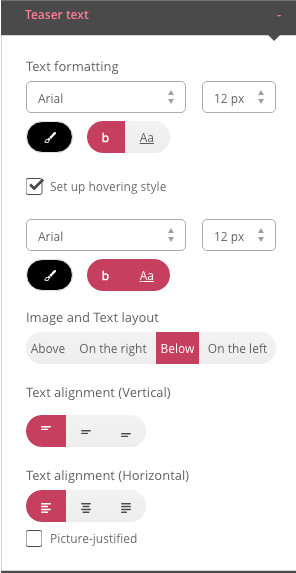 Teaser text -
Text formatting
Arial 12 px
b Aa
Set up hovering style
Arial 12 px
b Aa
Image and Text layout
Above On the right Below On the left
Text alignment (Vertical)
Text alignment (Horizontal)
Picture-justified